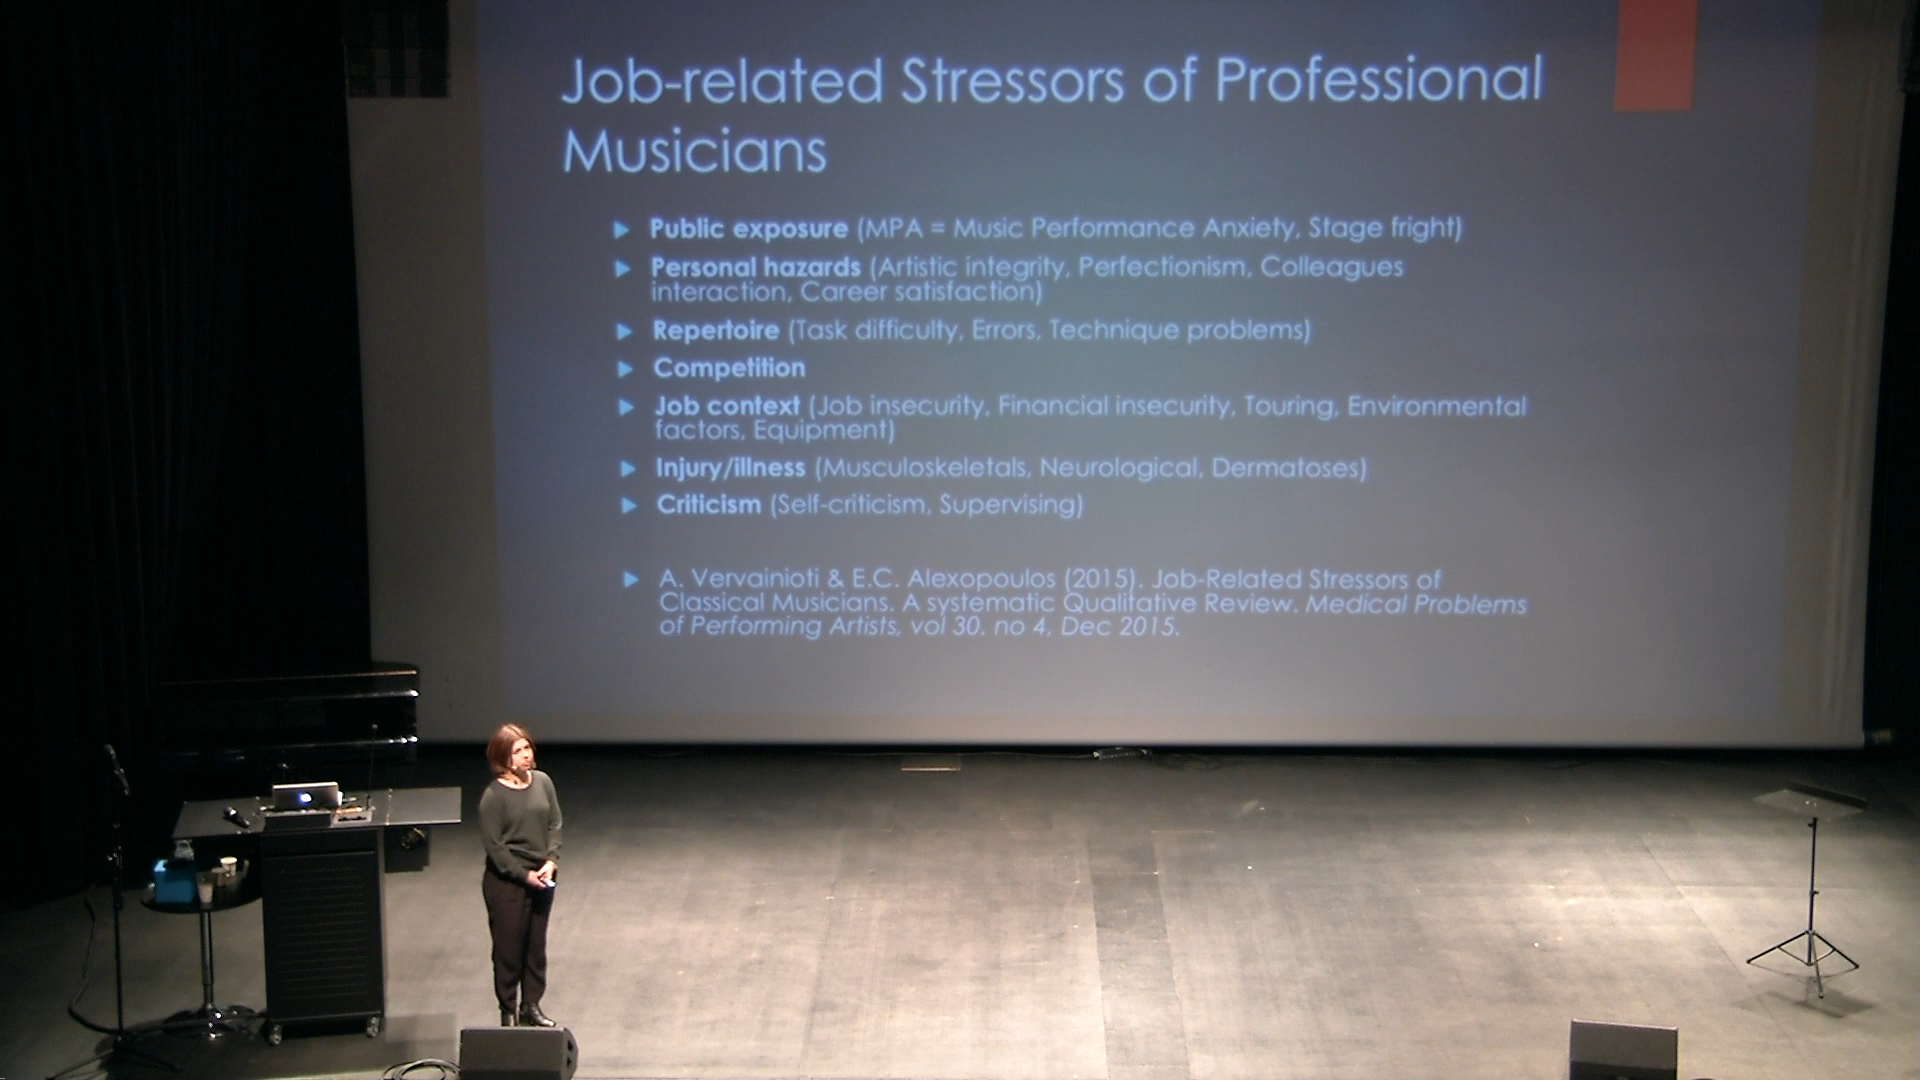 Job-related Stressors of Professional
Musicians
Public exposure (MPA = Music Performance Anxiety, Stage fright)
Personal hazards (Artistic integrity, Perfectionism, Colleagues
interaction, Career satisfaction)
Repertoire (Task difficulty, Errors, Technique problems)
Competition
Job context (Job insecurity, Financial insecurity, Touring, Environmental
factors, Equipment)
Injury/illness (Musculoskeletals, Neurological, Dermatoses)
Criticism (Self-criticism, Supervising)
A. Vervainioti & E.C. Alexopoulos (2015). Job-Related Stressors of
Classical Musicians. A systematic Qualitative Review. Medical Problems
of Performing Artists, vol 30. no 4, Dec 2015.